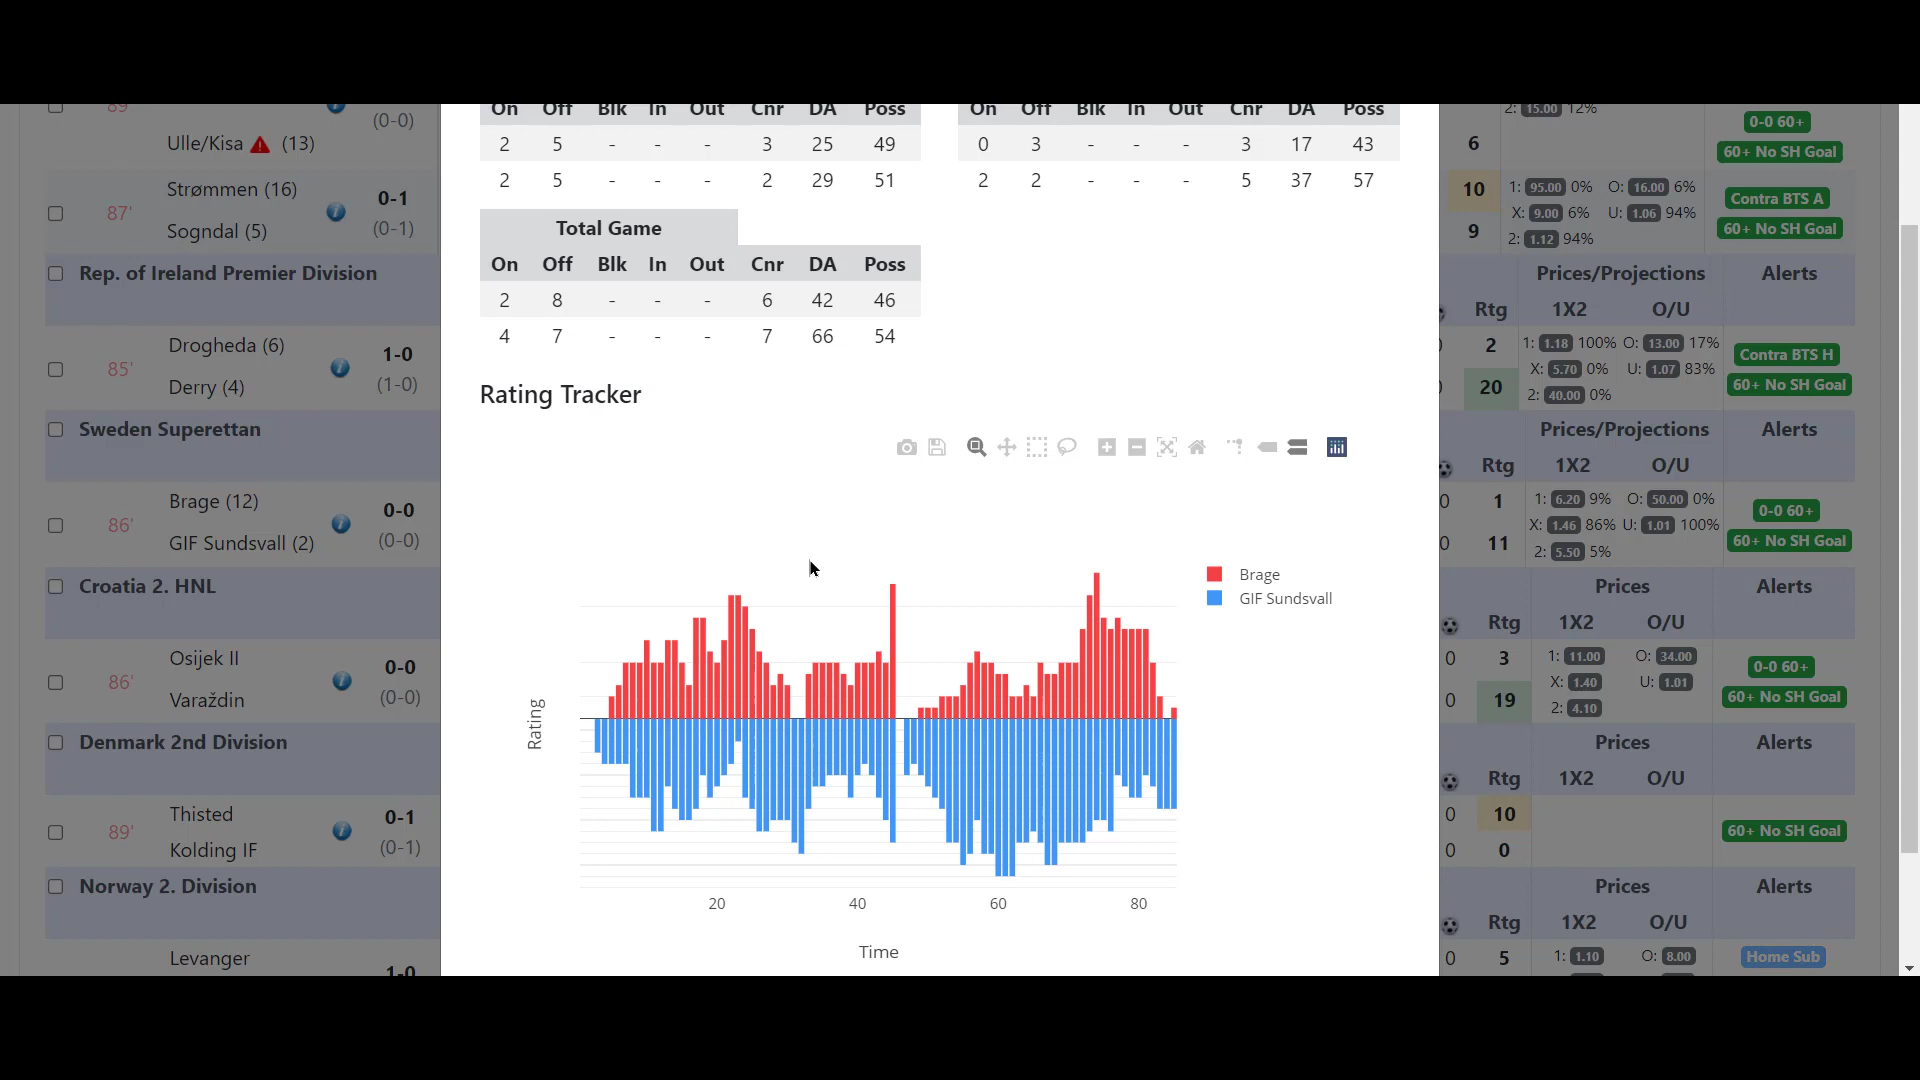 89'
(0-0)
Ulle/Kisa (13)
87'
Strømmen (16)
Sogndal (5)
0-1
(0-1)
Rep. of Ireland Premier Division
85'
Drogheda (6)
Derry (4)
1-0
(1-0)
Sweden Superettan
86'
Brage (12)
GIF Sundsvall (2)
0-0
(0-0)
Croatia 2. HNL
86'
Osijek II
Varaždin
0-0
(0-0)
Denmark 2nd Division
89'
Thisted
Kolding IF
0-1
(0-1)
Norway 2. Division
Levanger
1-0
On Off Blk In Out Cnr DA Poss
2 5 - - - 3 25 49
2 5 - - - 2 29 51
On Off Blk In Out Cnr DA Poss
0 3 - - - 3 17 43
2 2 - - - 5 37 57
Total Game
On Off Blk In Out Cnr DA Poss
2 8 - - - 6 42 46
4 7 - - - 7 66 54
Rating Tracker
Brage
GIF Sundsvall
Rating
20 40 60 80
Time
2: 15.00 12%
6
0-0 60+
60+ No SH Goal
10
9
1: 95.00 0% O: 16.00 6%
X: 9.00 6% U: 1.06 94%
2: 1.12 94%
Contra BTS A
60+ No SH Goal
Prices/Projections Alerts
Rtg 1X2 O/U
2
20
1: 1.18 100% O: 13.00 17%
X: 5.70 0% U: 1.07 83%
2: 40.00 0%
Contra BTS H
60+ No SH Goal
Prices/Projections Alerts
Rtg 1X2 O/U
0 1
0 11
1: 6.20 9% O: 50.00 0%
X: 1.46 86% U: 1.01 100%
2: 5.50 5%
0-0 60+
60+ No SH Goal
Prices Alerts
Rtg 1X2 O/U
0 3
0 19
1: 11.00 O: 34.00
X: 1.40 U: 1.01
2: 4.10
0-0 60+
60+ No SH Goal
Prices Alerts
Rtg 1X2 O/U
0 10
0 0
60+ No SH Goal
Prices Alerts
Rtg 1X2 O/U
0 5
1: 1.10 O: 8.00
Home Sub